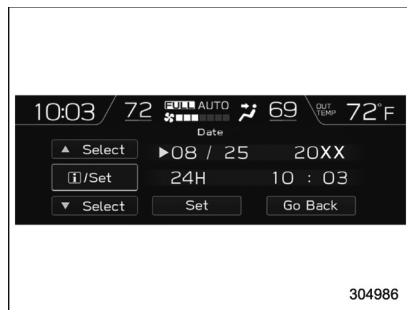 10:03 72 FULL AUTO 69 OUT TEMP 72°F
Date
▲ Select ▶08 / 25 20XX
i/Set 24H 10 : 03
▼ Select Set Go Back
304986